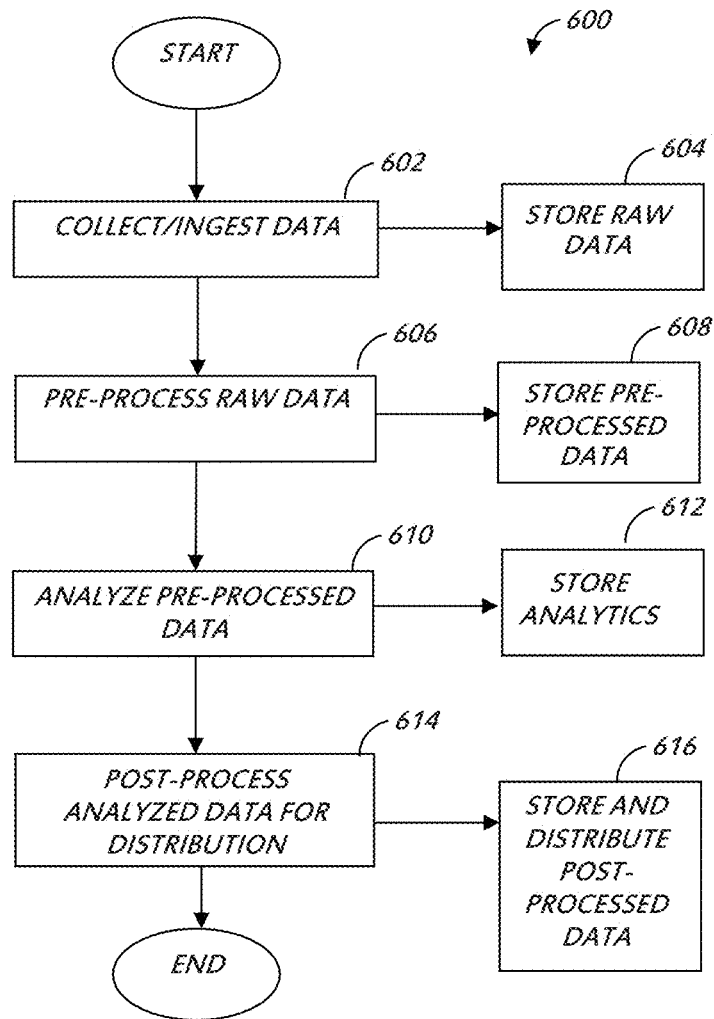 START
600
602
COLLECT/INGEST DATA
604
STORE RAW
DATA
606
PRE-PROCESS RAW DATA
608
STORE PRE-
PROCESSED
DATA
610
ANALYZE PRE-PROCESSED
DATA
612
STORE
ANALYTICS
614
POST-PROCESS
ANALYZED DATA FOR
DISTRIBUTION
616
STORE AND
DISTRIBUTE
POST-
PROCESSED
DATA
END